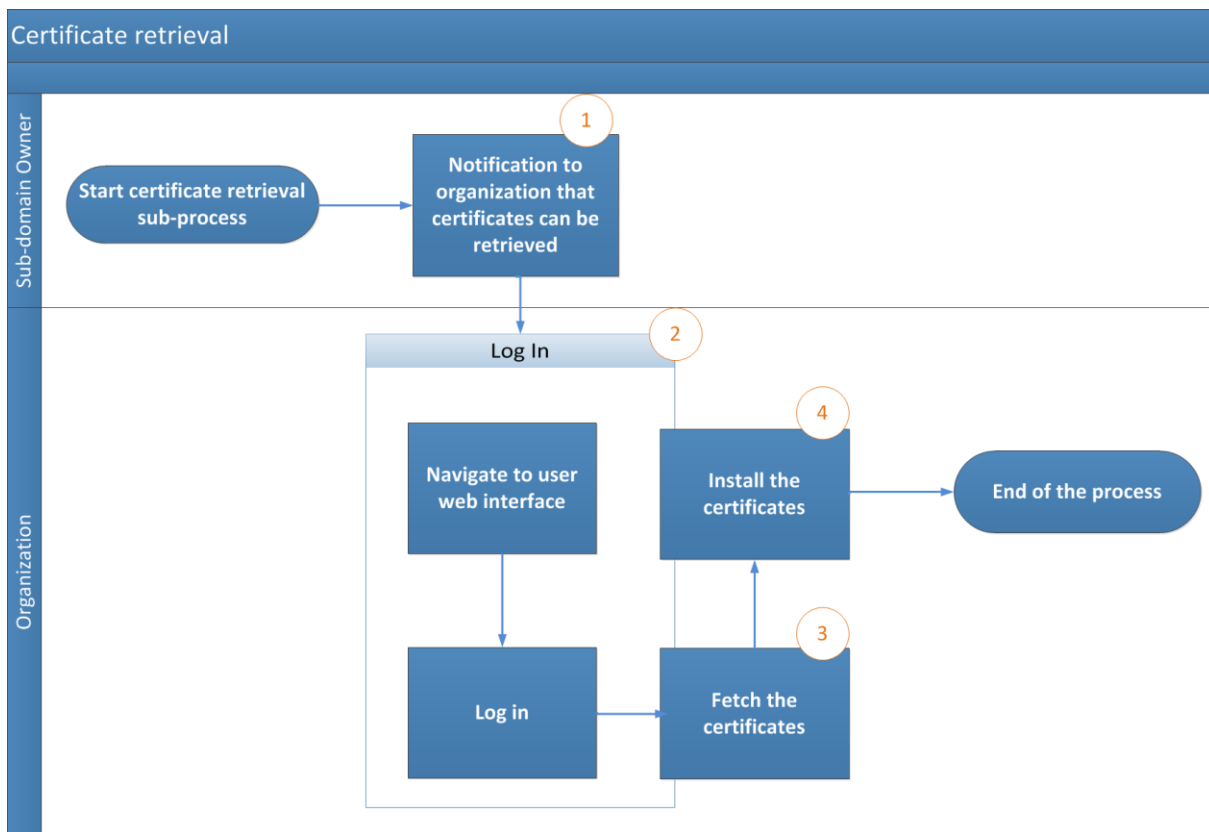 Certificate retrieval
Sub-domain Owner
1
Start certificate retrieval
sub-process
Notification to
organization that
certificates can be
retrieved
Organization
2
Log In
Navigate to user
web interface
Log in
3
Fetch the
certificates
4
Install the
certificates
End of the process